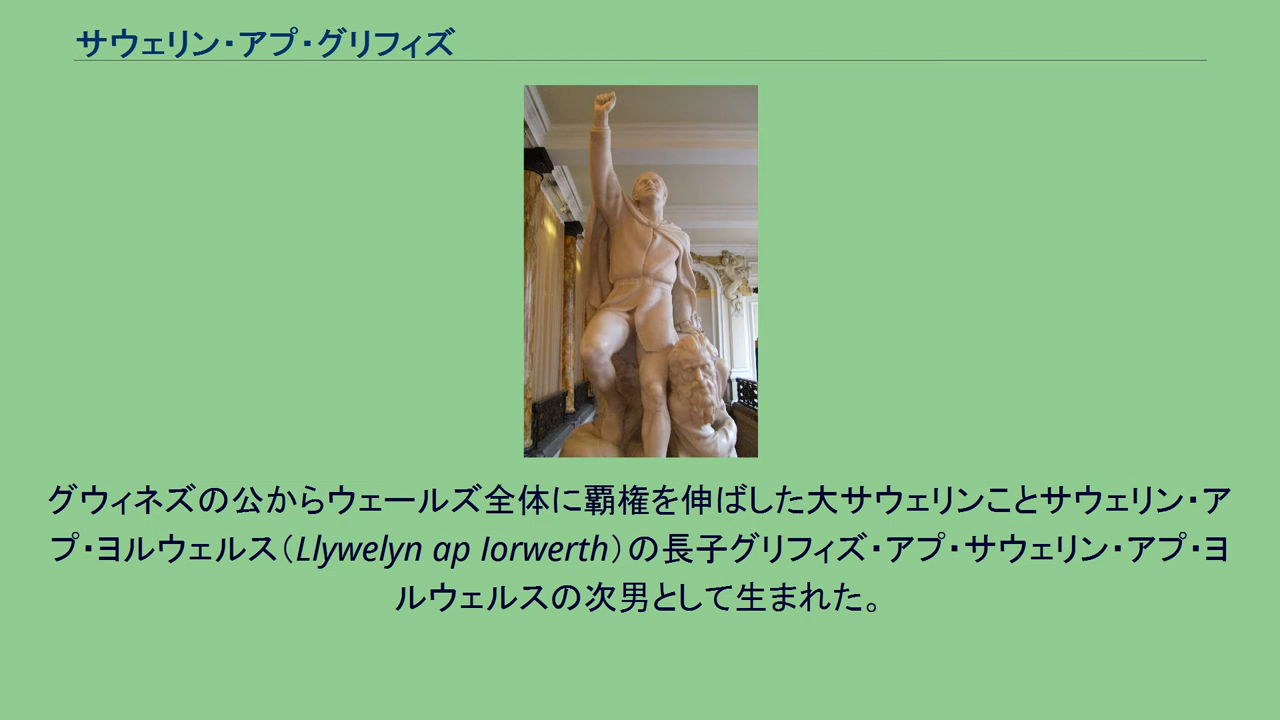 サウェリン・アプ・グリフィズ
グウィネズの公からウェールズ全体に覇権を伸ばした大サウェリンことサウェリン・ア
プ・ヨルウェルス（Llywelyn ap Iorwerth）の長子グリフィズ・アプ・サウェリン・アプ・ヨ
ルウェルスの次男として生まれた。